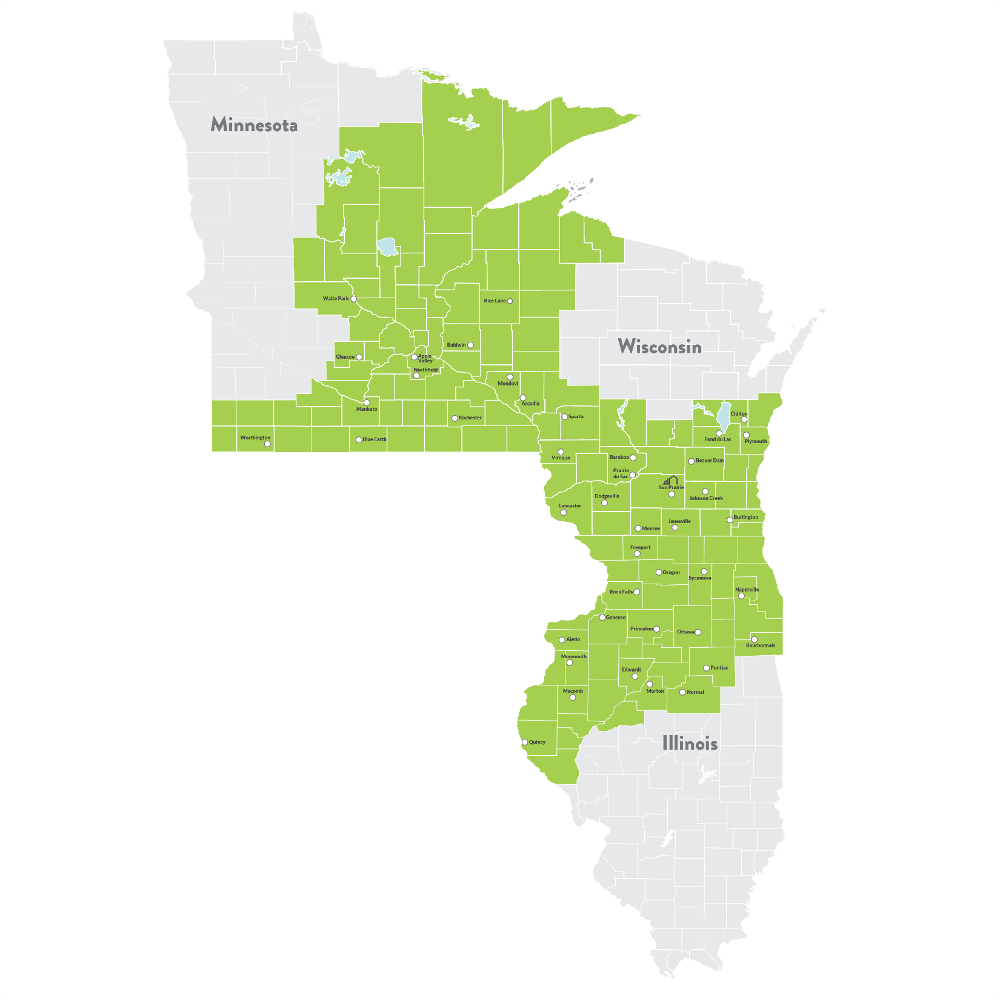 Minnesota
Waite Park
Rice Lake
Wisconsin
Baldwin
Glencoe
Apple
Valley
Northfield
Mondovi
Arcadia
Mankato
Rochester
Sparta
Chilton
Worthington
Blue Earth
Fond du Lac
Plymouth
Viroqua
Baraboo
Beaver Dam
Prairie
du Sac
Sun Prairie
Dodgeville
Johnson Creek
Lancaster
Janesville
Burlington
Monroe
Freeport
Oregon
Sycamore
Rock Falls
Naperville
Geneseo
Princeton
Ottawa
Aledo
Bourbonnais
Monmouth
Edwards
Pontiac
Macomb
Morton
Normal
Quincy
Illinois